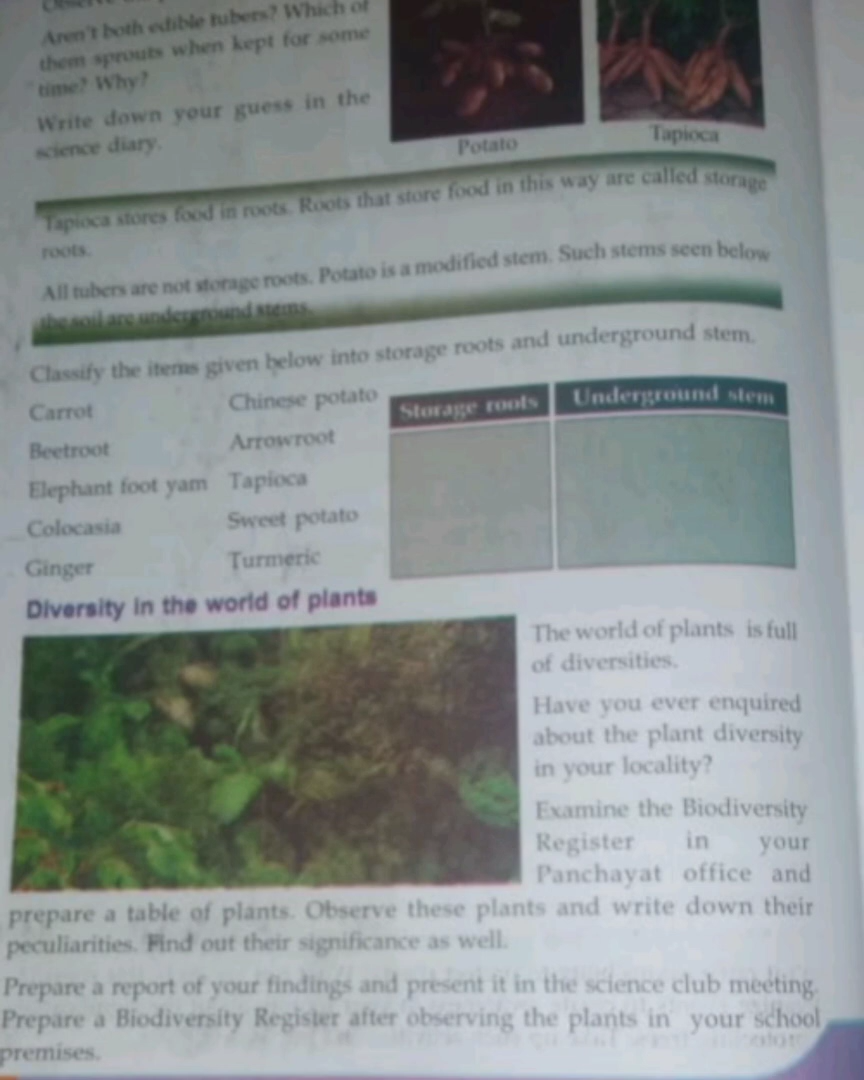 Aren't both edible tubers? Which of
them sprouts when kept for some
time? Why?
Write down your guess in the
science diary.
Potato
Tapioca
Tapioca stores food in roots. Roots that store food in this way are called storage
roots.
All tubers are not storage roots. Potato is a modified stem. Such stems seen below
the soil are underground stems.
Classify the items given below into storage roots and underground stem.
Carrot
Beetroot
Elephant foot yam
Colocasia
Ginger
Chinese potato
Arrowroot
Tapioca
Sweet potato
Turmeric
Storage roots
Underground stem
Diversity in the world of plants
The world of plants is full
of diversities.
Have you ever enquired
about the plant diversity
in your locality?
Examine the Biodiversity
Register in your
Panchayat office and
prepare a table of plants. Observe these plants and write down their
peculiarities. Find out their significance as well.
Prepare a report of your findings and present it in the science club meeting.
Prepare a Biodiversity Register after observing the plants in your school
premises.